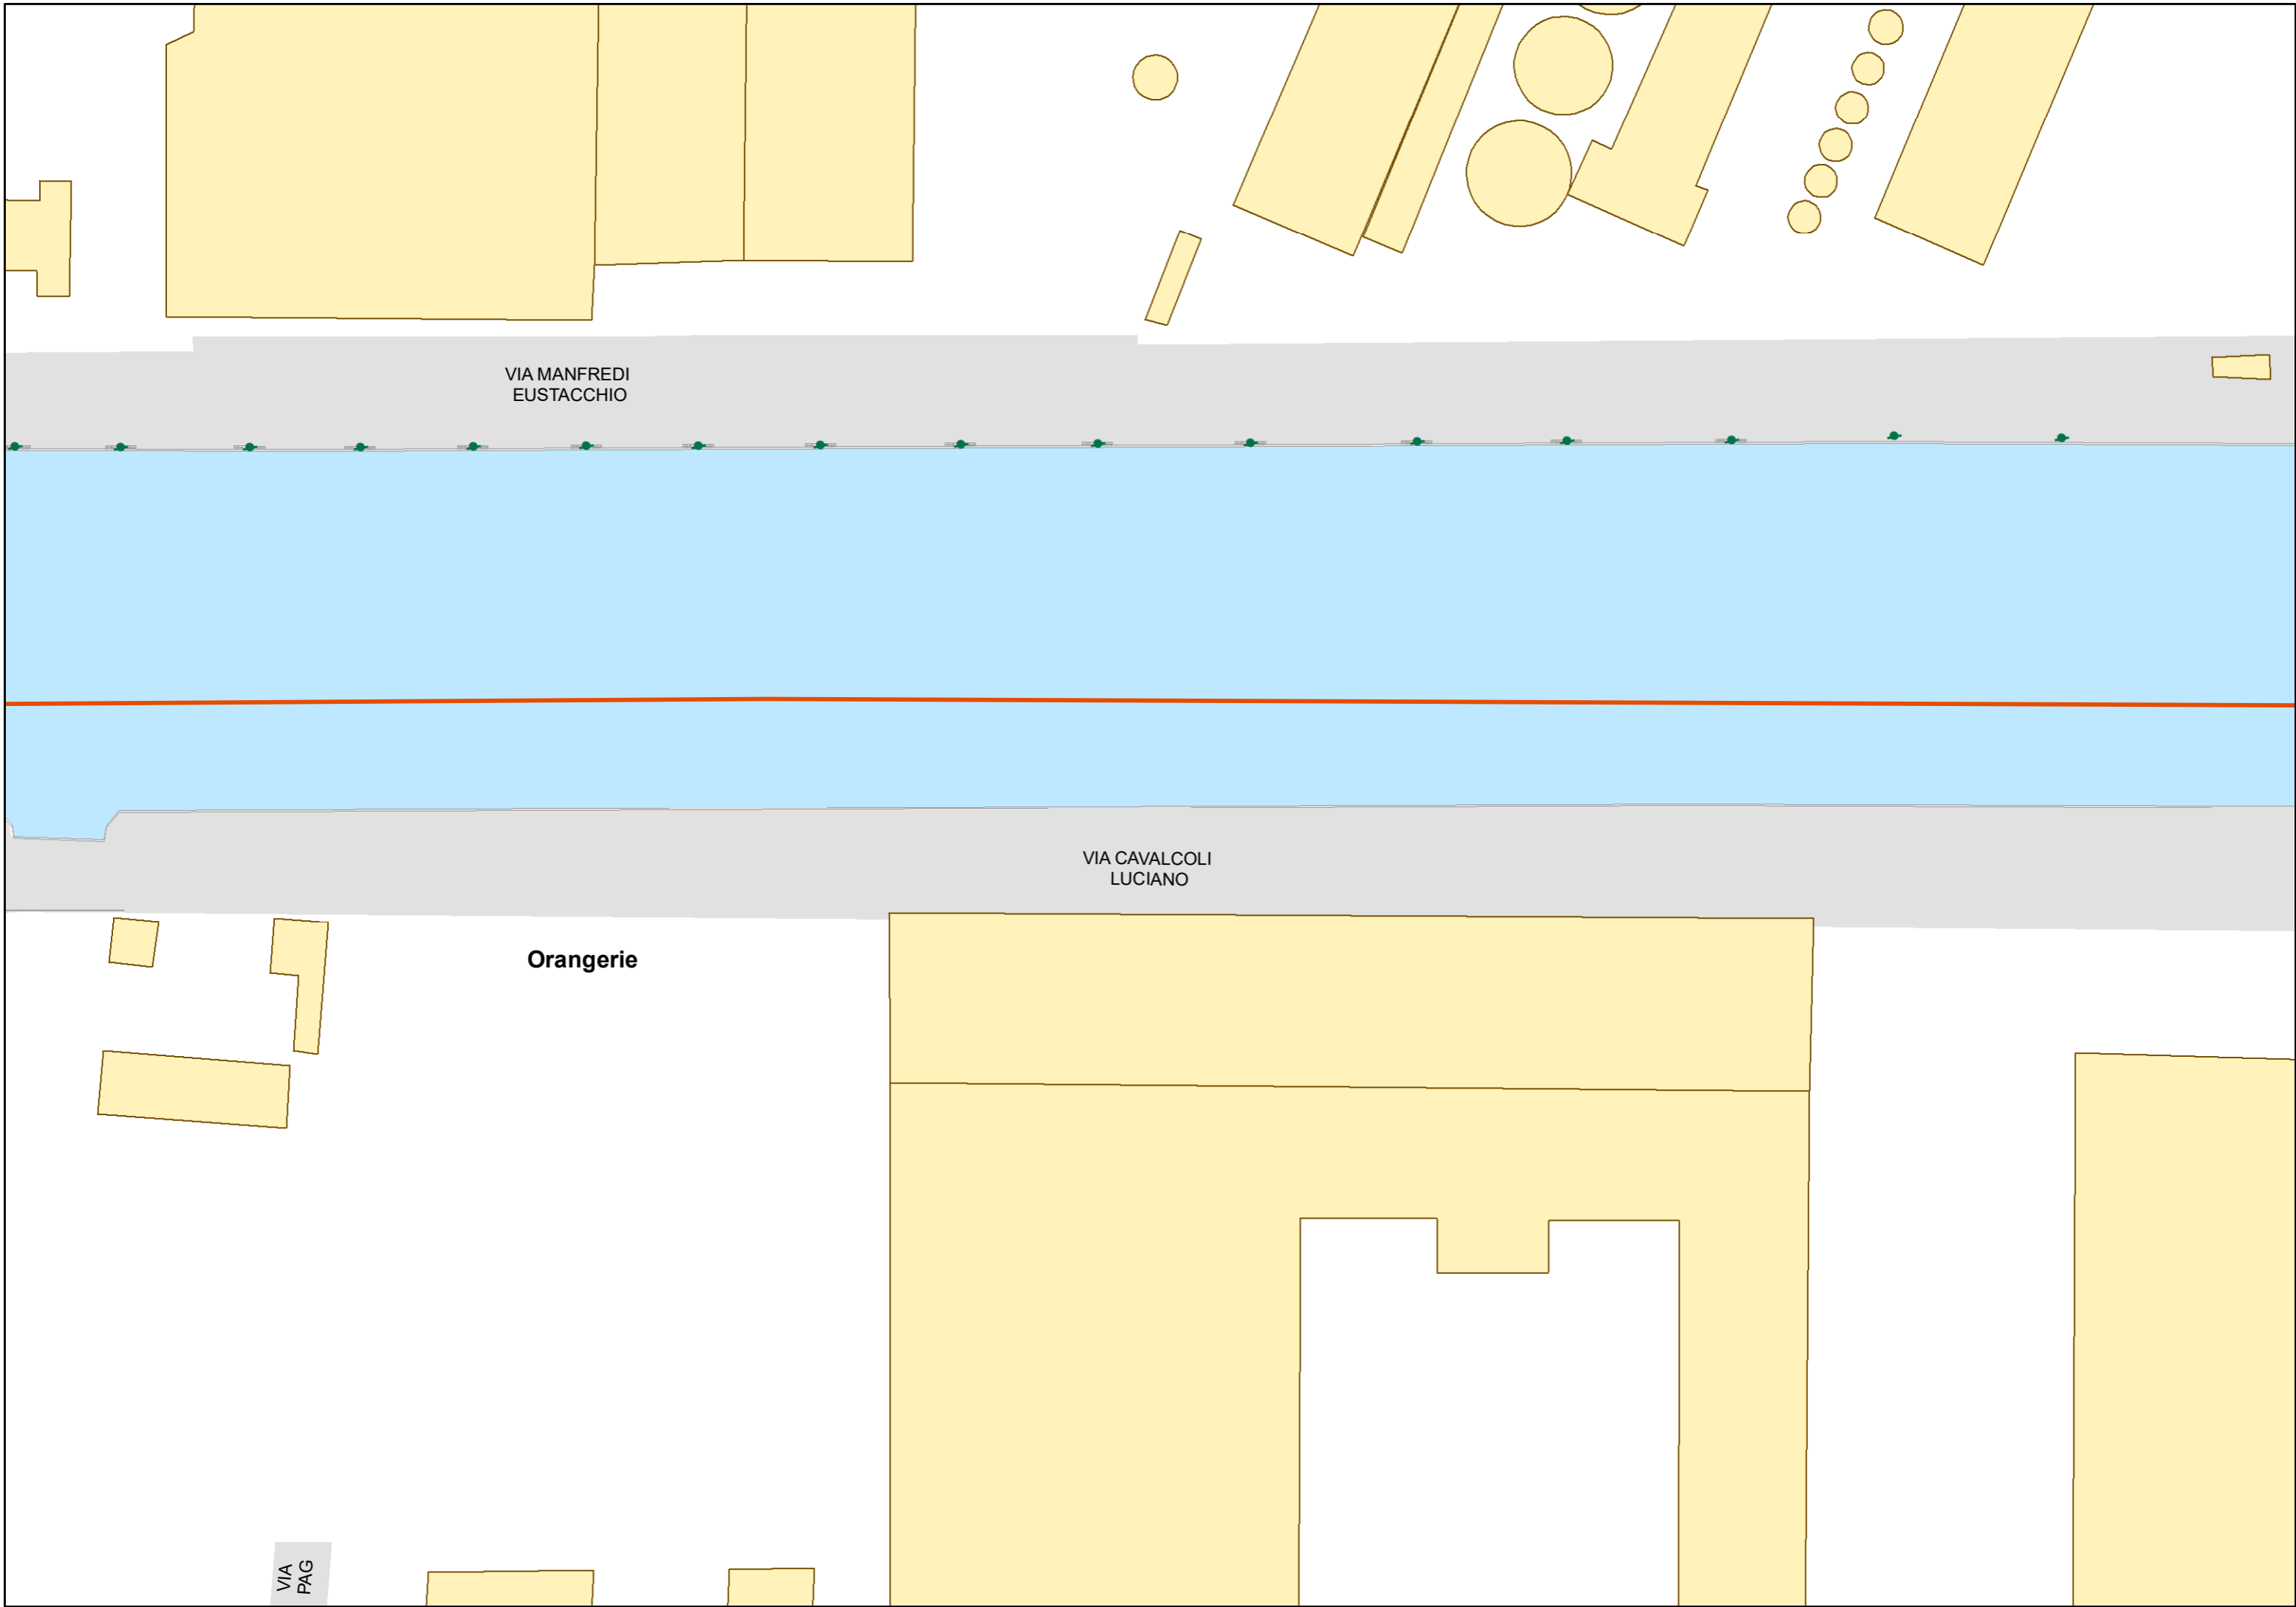 VIA MANFREDI
EUSTACCHIO
VIA CAVALCOLI
LUCIANO
Orangerie
VIA
PAG